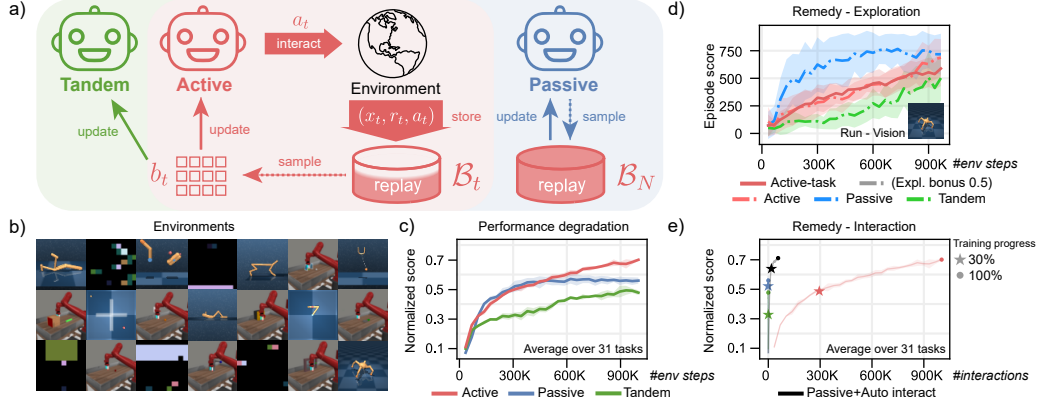 a)
Tandem
Active
a_t
interact
Environment
(x_t, r_t, a_t)
store
Passive
update
update
update
sample
b_t
sample
replay
B_t
replay
B_N
b)
Environments
c)
Performance degradation
Normalized score
0.7
0.5
0.3
0.1
Average over 31 tasks
0
300K
600K
900K
#env steps
Active
Passive
Tandem
d)
Remedy - Exploration
Episode score
750
500
250
0
Run - Vision
0
300K
600K
900K
#env steps
Active-task
(Expl. bonus 0.5)
Active
Passive
Tandem
e)
Remedy - Interaction
Normalized score
0.7
0.5
0.3
0.1
Average over 31 tasks
0
300K
600K
900K
#interactions
Passive+Auto interact
Training progress
30%
100%